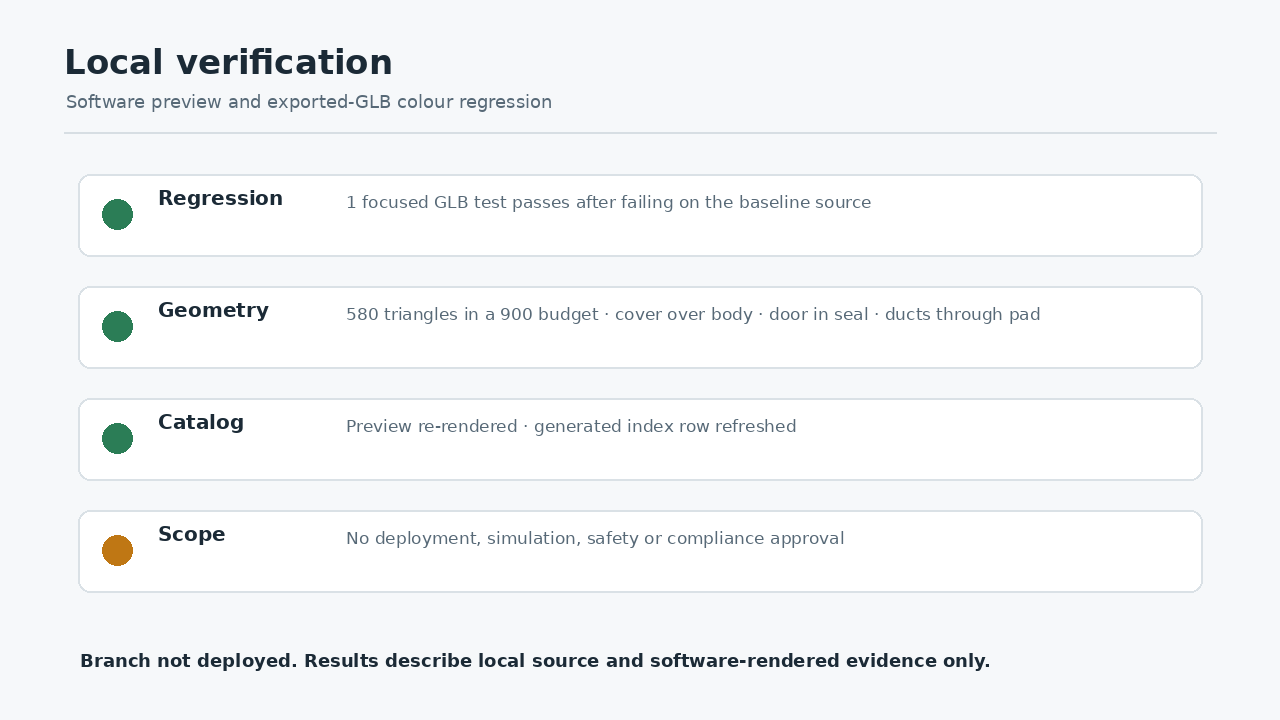 Local verification
Software preview and exported-GLB colour regression
Regression
1 focused GLB test passes after failing on the baseline source
Geometry
580 triangles in a 900 budget · cover over body · door in seal · ducts through pad
Catalog
Preview re-rendered · generated index row refreshed
Scope
No deployment, simulation, safety or compliance approval
Branch not deployed. Results describe local source and software-rendered evidence only.